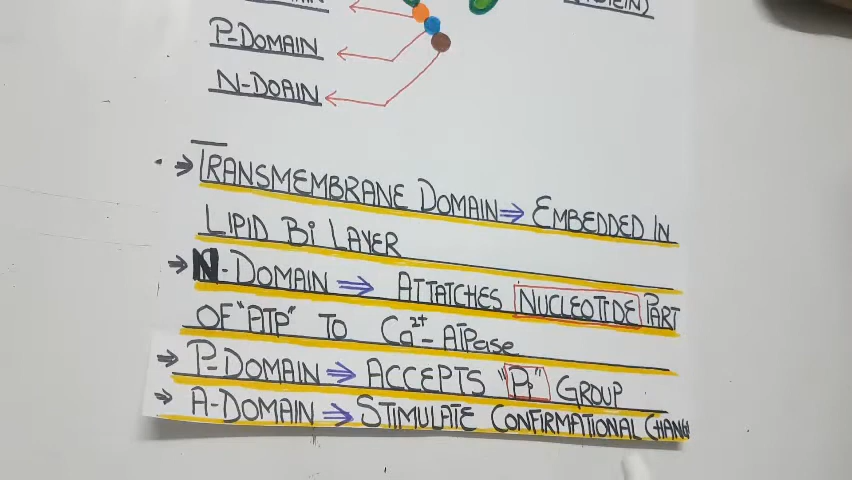 P-DOMAIN
N-DOAIN
→ TRANSMEMBRANE DOMAIN ⇒ EMBEDDED IN
LIPID Bi LAYER
→ N-DOMAIN ⇒ ATTATCHES NUCLEOTIDE PART
OF "ATP" TO Ca²⁺-ATPase
→ P-DOMAIN ⇒ ACCEPTS "Pi" GROUP
→ A-DOMAIN ⇒ STIMULATE CONFIRMATIONAL CHANG